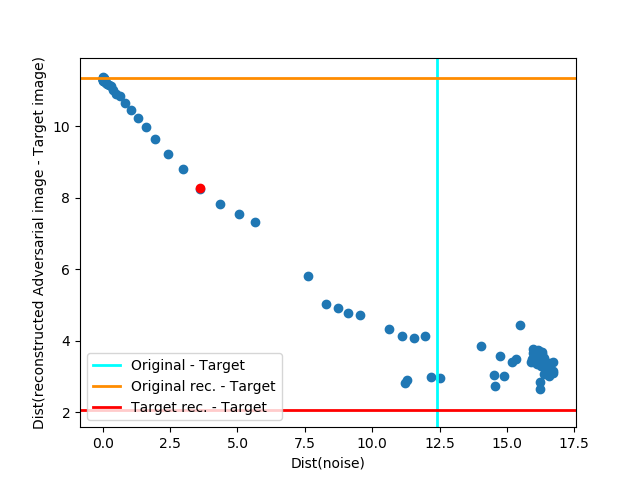 Dist(reconstructed Adversarial image - Target image)
10
8
6
4
2
Original - Target
Original rec. - Target
Target rec. - Target
0.0 2.5 5.0 7.5 10.0 12.5 15.0 17.5
Dist(noise)